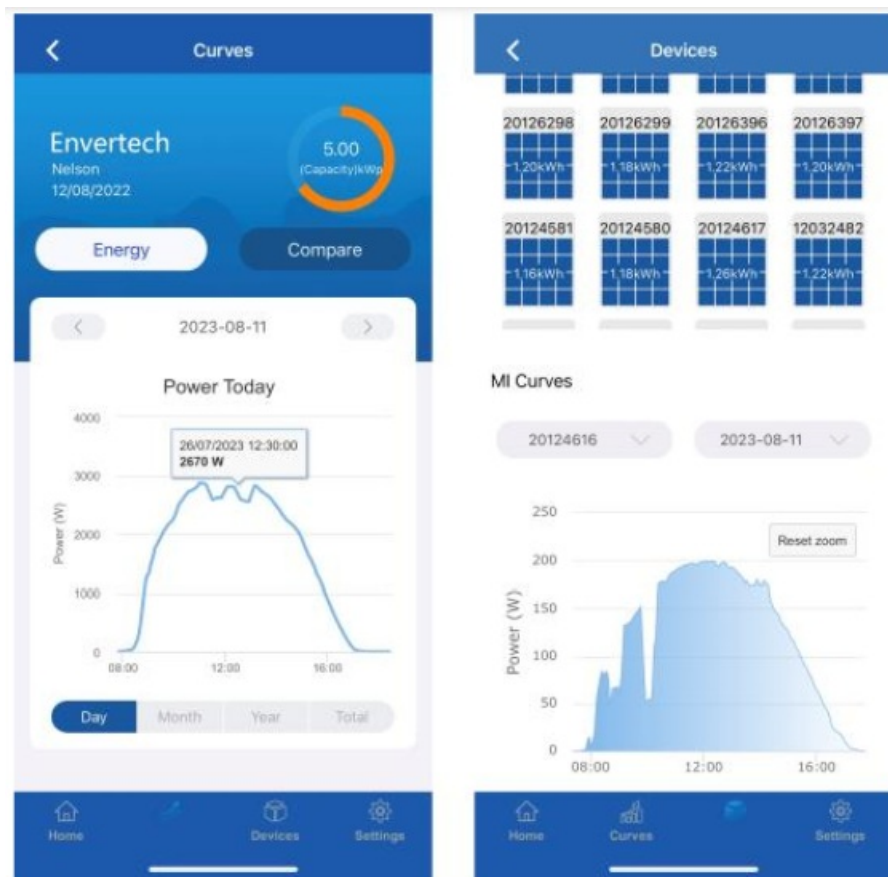 Curves
Envertech
Nelson
12/08/2022
5.00
(Capacity)kWp
Energy
Compare
2023-08-11
Power Today
4000
3000
2000
1000
0
Power (W)
26/07/2023 12:30:00
2670 W
08:00 12:00 16:00
Day Month Year Total
Home
Devices
Settings
Devices
20126298 20126299 20126396 20126397
1.20kWh 1.18kWh 1.22kWh 1.20kWh
20124581 20124580 20124617 12032482
1.16kWh 1.18kWh 1.26kWh 1.22kWh
MI Curves
20124616
2023-08-11
250
200
150
100
50
0
Power (W)
Reset zoom
08:00 12:00 16:00
Home
Curves
Settings